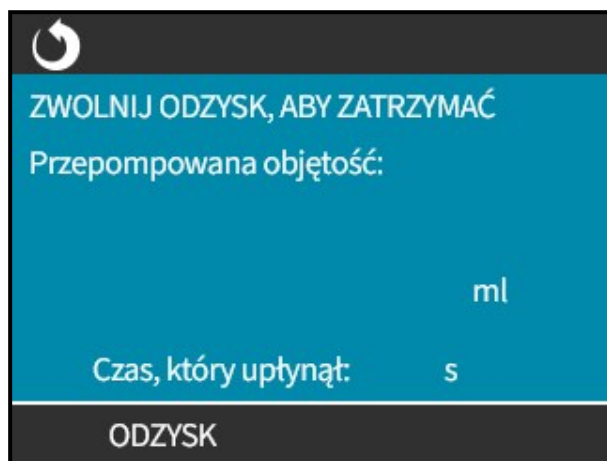 ZWOLNIJ ODZYSK, ABY ZATRZYMAĆ
Przepompowana objętość:
ml
Czas, który upłynął: s
ODZYSK